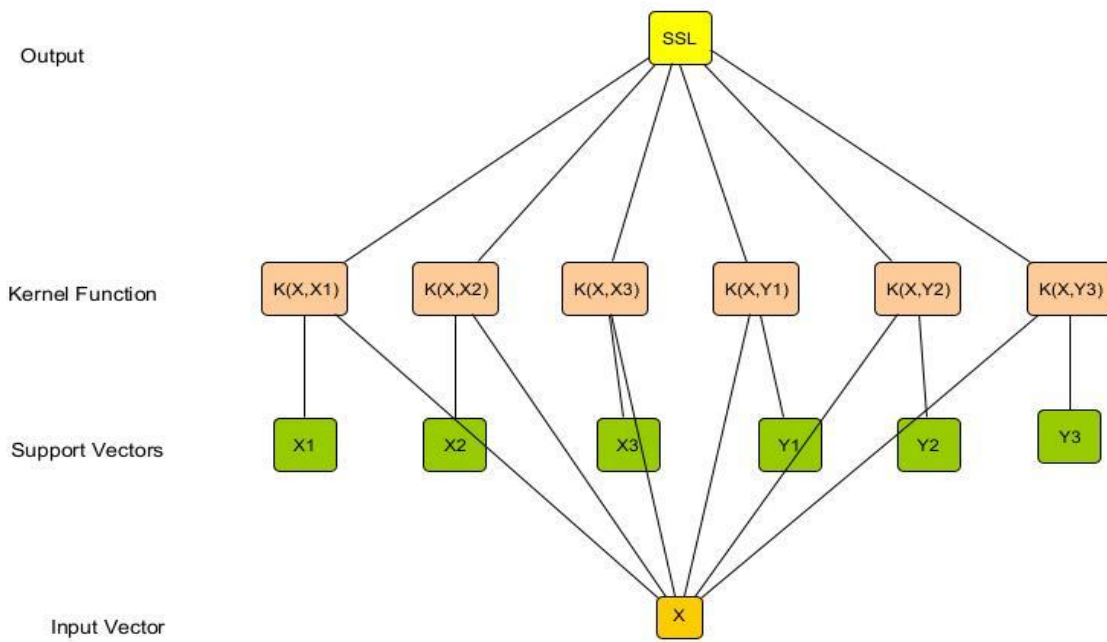 SSL
Output
Kernel Function
K(X,X1)
K(X,X2)
K(X,X3)
K(X,Y1)
K(X,Y2)
K(X,Y3)
Support Vectors
X1
X2
X3
Y1
Y2
Y3
Input Vector
X